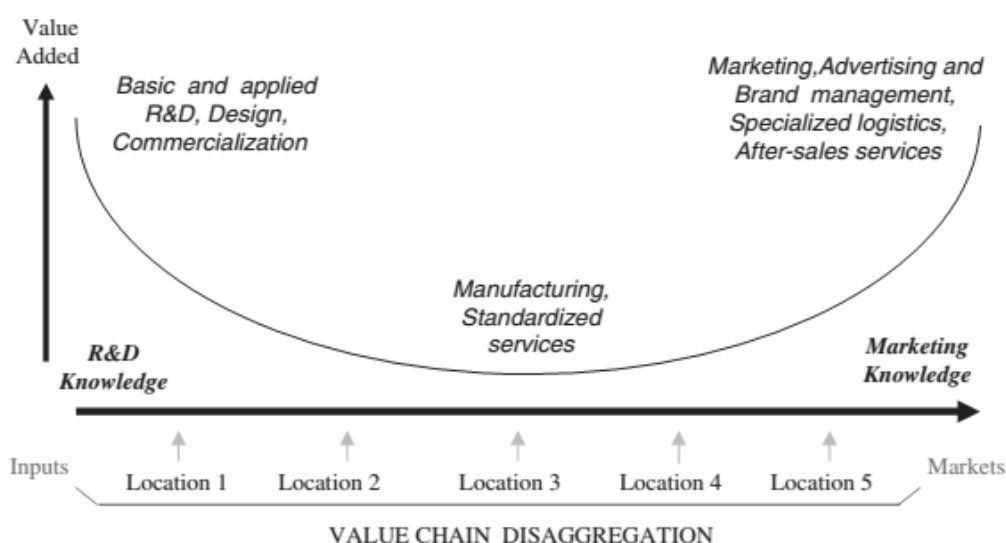 Value
Added
Basic and applied
R&D, Design,
Commercialization
Marketing,Advertising and
Brand management,
Specialized logistics,
After-sales services
Manufacturing,
Standardized
services
R&D
Knowledge
Marketing
Knowledge
Inputs
Location 1
Location 2
Location 3
Location 4
Location 5
Markets
VALUE CHAIN DISAGGREGATION